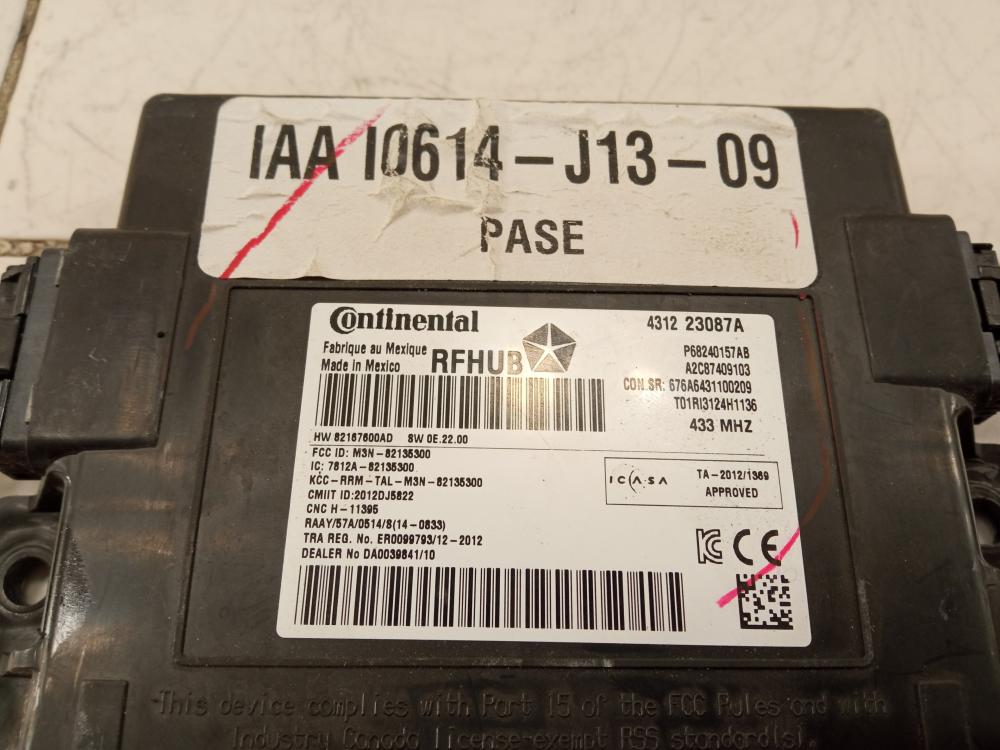 IAA I0614-J13-09
PASE
Continental
4312 23087A
Fabrique au Mexique
Made in Mexico
RFHUB
P68240157AB
A2C87409103
CON.SR: 676A6431100209
T01RI3124H1136
433 MHZ
HW 82167600AD SW 0E.22.00
FCC ID: M3N-82135300
IC: 7812A-82135300
KCC-RRM-TAL-M3N-82135300
CMIIT ID:2012DJ5822
CNC H-11395
RAAY/57A/0514/8(14-0833)
TRA REG. No. ER0099793/12-2012
DEALER No DA0039841/10
ICASA
TA-2012/1369
APPROVED
CE
This device complies with Part 15 of the FCC Rules and with
Industry Canada license-exempt RSS standard(s).